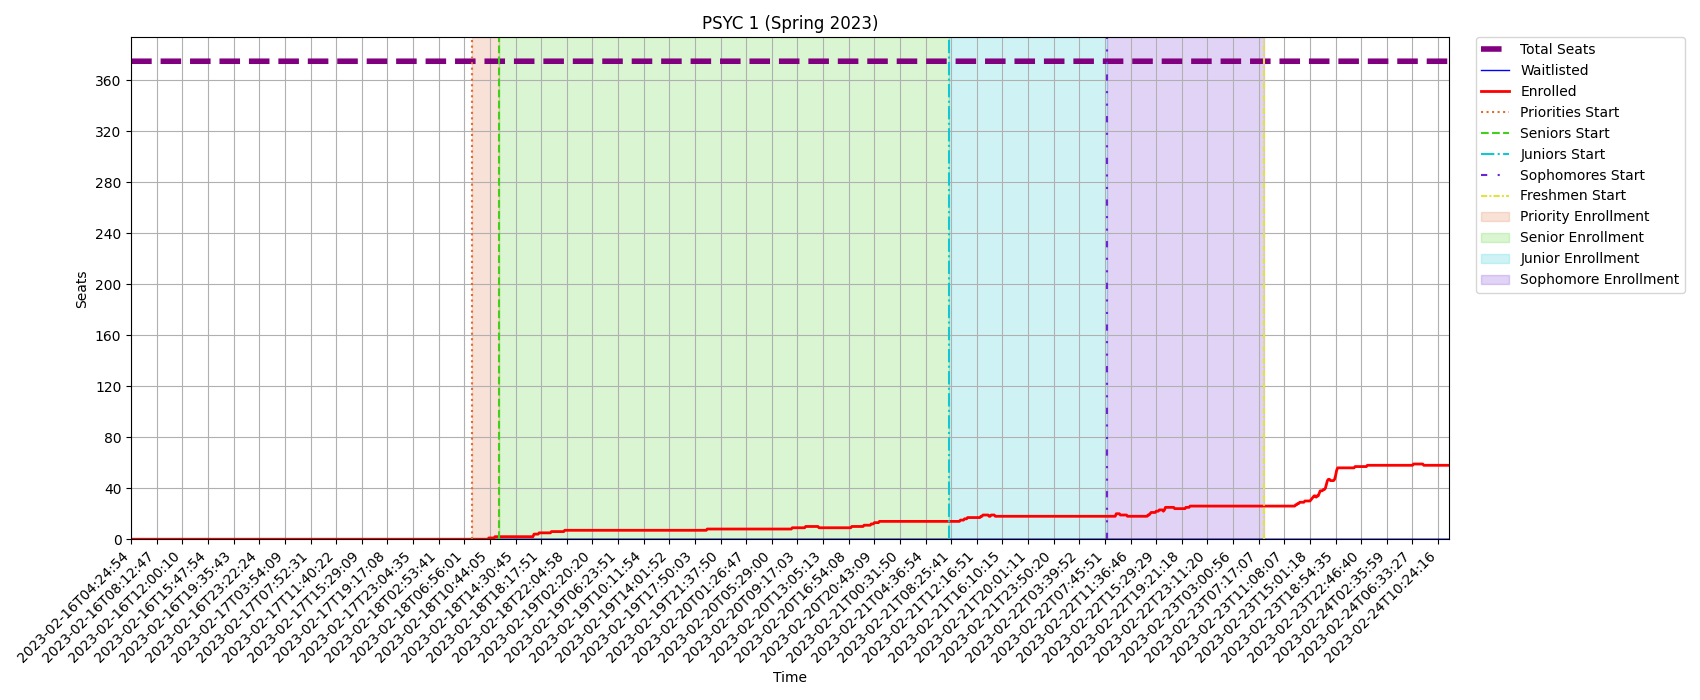 PSYC 1 (Spring 2023)
Seats
360
320
280
240
200
160
120
80
40
0
2023-02-16T04:24:54
2023-02-16T08:12:47
2023-02-16T12:00:10
2023-02-16T15:47:54
2023-02-16T19:35:43
2023-02-16T23:22:24
2023-02-17T03:54:09
2023-02-17T07:52:31
2023-02-17T11:40:22
2023-02-17T15:29:09
2023-02-17T19:17:08
2023-02-17T23:04:35
2023-02-18T02:53:41
2023-02-18T06:56:01
2023-02-18T10:44:05
2023-02-18T14:30:45
2023-02-18T18:17:51
2023-02-18T22:04:58
2023-02-19T02:20:20
2023-02-19T06:23:51
2023-02-19T10:11:54
2023-02-19T14:01:52
2023-02-19T17:50:03
2023-02-19T21:37:50
2023-02-20T01:26:47
2023-02-20T05:29:00
2023-02-20T09:17:03
2023-02-20T13:05:13
2023-02-20T16:54:08
2023-02-20T20:43:09
2023-02-21T00:31:50
2023-02-21T04:36:54
2023-02-21T08:25:41
2023-02-21T12:16:51
2023-02-21T16:10:15
2023-02-21T20:01:11
2023-02-21T23:50:20
2023-02-22T03:39:52
2023-02-22T07:45:51
2023-02-22T11:36:46
2023-02-22T15:29:29
2023-02-22T19:21:18
2023-02-22T23:11:20
2023-02-23T03:00:56
2023-02-23T07:17:07
2023-02-23T11:08:07
2023-02-23T15:01:18
2023-02-23T18:54:35
2023-02-23T22:46:40
2023-02-24T02:35:59
2023-02-24T06:33:27
2023-02-24T10:24:16
Time
Total Seats
Waitlisted
Enrolled
Priorities Start
Seniors Start
Juniors Start
Sophomores Start
Freshmen Start
Priority Enrollment
Senior Enrollment
Junior Enrollment
Sophomore Enrollment